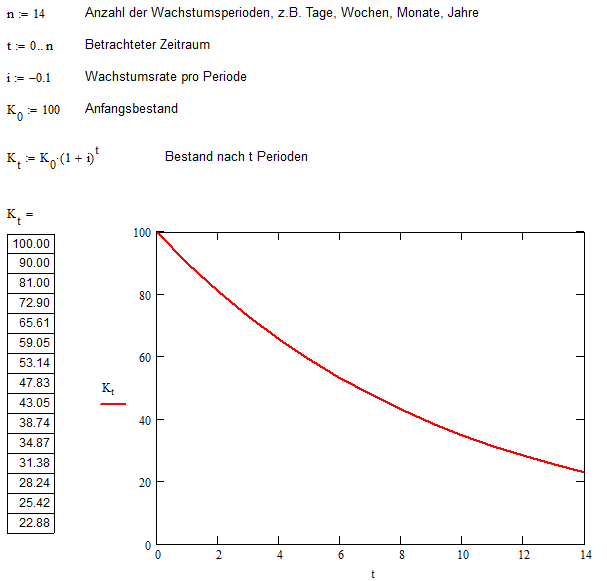 n := 14 Anzahl der Wachstumsperioden, z.B. Tage, Wochen, Monate, Jahre
t := 0.. n Betrachteter Zeitraum
i := −0.1 Wachstumsrate pro Periode
K0 := 100 Anfangsbestand
Kt := K0·(1 + i)^t Bestand nach t Perioden
Kt =
100.00
90.00
81.00
72.90
65.61
59.05
53.14
47.83
43.05
38.74
34.87
31.38
28.24
25.42
22.88
100
80
60
40
20
0
Kt
0 2 4 6 8 10 12 14
t